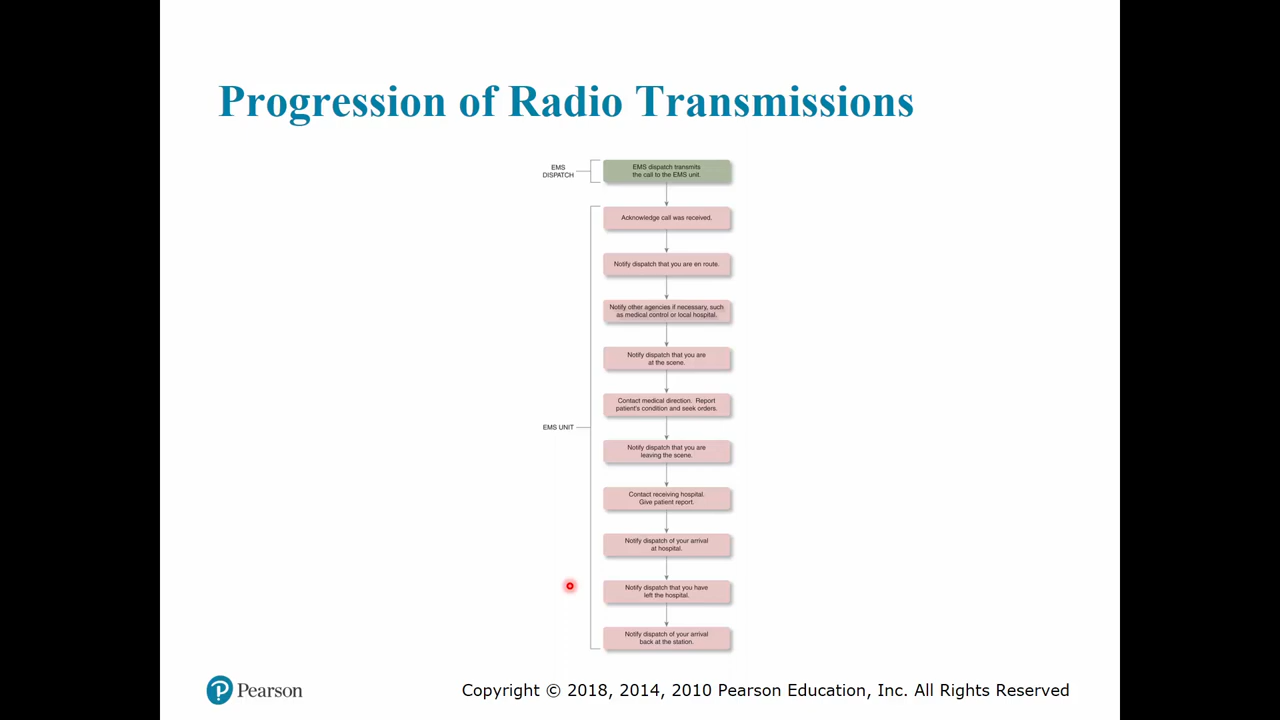 Progression of Radio Transmissions
EMS
DISPATCH
EMS dispatch transmits
the call to the EMS unit.
Acknowledge call was received.
Notify dispatch that you are en route.
Notify other agencies if necessary, such
as medical control or local hospital.
Notify dispatch that you are
at the scene.
Contact medical direction. Report
patient's condition and seek orders.
EMS UNIT
Notify dispatch that you are
leaving the scene.
Contact receiving hospital.
Give patient report.
Notify dispatch of your arrival
at hospital.
Notify dispatch that you have
left the hospital.
Notify dispatch of your arrival
back at the station.
Pearson
Copyright © 2018, 2014, 2010 Pearson Education, Inc. All Rights Reserved